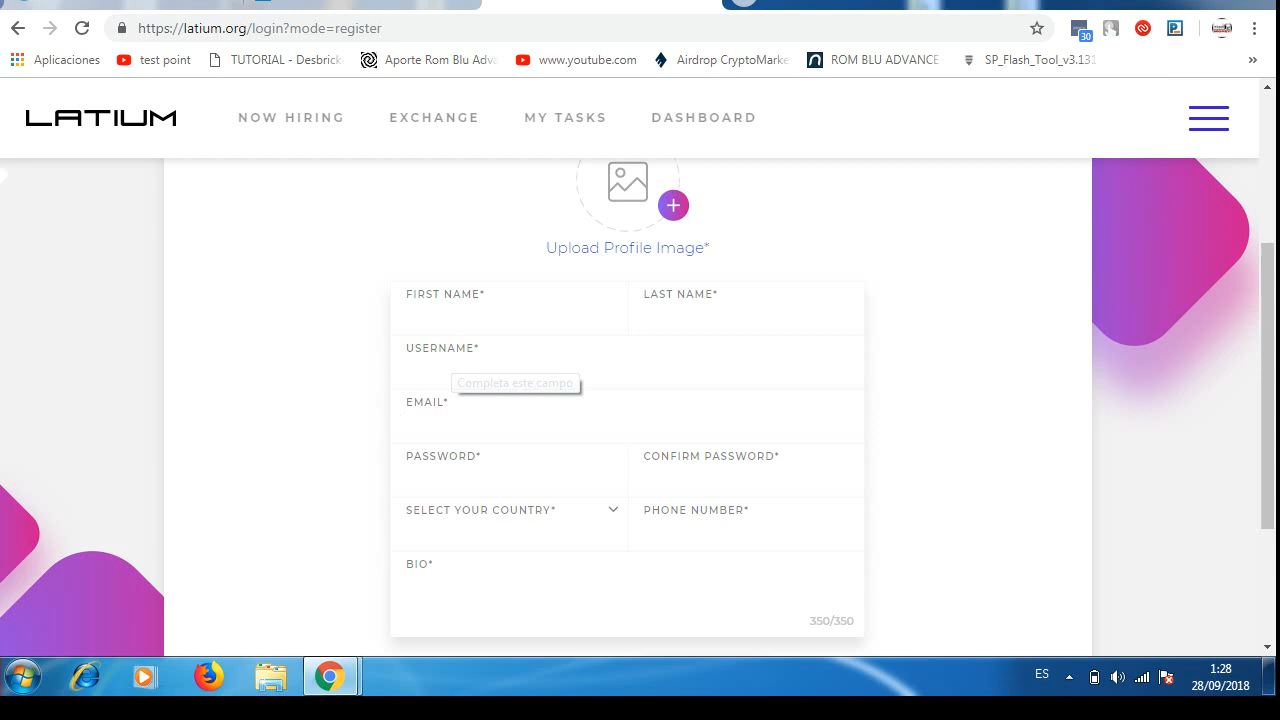 https://latium.org/login?mode=register
30
Aplicaciones test point TUTORIAL - Desbrick Aporte Rom Blu Adva www.youtube.com Airdrop CryptoMarke ROM BLU ADVANCE SP_Flash_Tool_v3.131 »
LATIUM NOW HIRING EXCHANGE MY TASKS DASHBOARD
Upload Profile Image*
FIRST NAME* LAST NAME*
USERNAME*
Completa este campo
EMAIL*
PASSWORD* CONFIRM PASSWORD*
SELECT YOUR COUNTRY* PHONE NUMBER*
BIO*
350/350
ES 1:28
28/09/2018